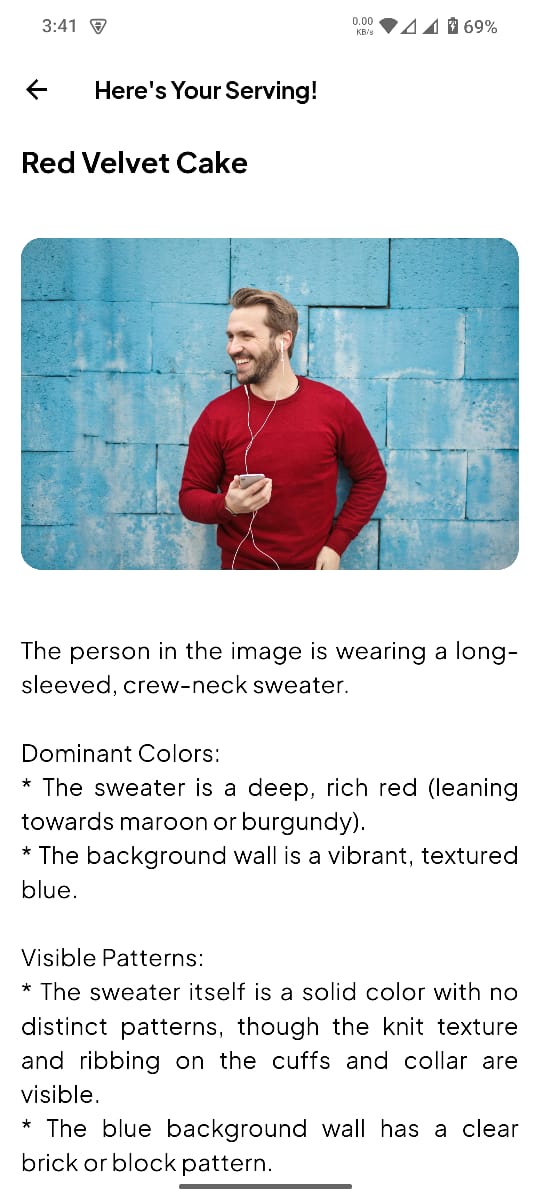 3:41
0.00
KB/s
69%
Here's Your Serving!
Red Velvet Cake
The person in the image is wearing a long-
sleeved, crew-neck sweater.
Dominant Colors:
* The sweater is a deep, rich red (leaning
towards maroon or burgundy).
* The background wall is a vibrant, textured
blue.
Visible Patterns:
* The sweater itself is a solid color with no
distinct patterns, though the knit texture
and ribbing on the cuffs and collar are
visible.
* The blue background wall has a clear
brick or block pattern.